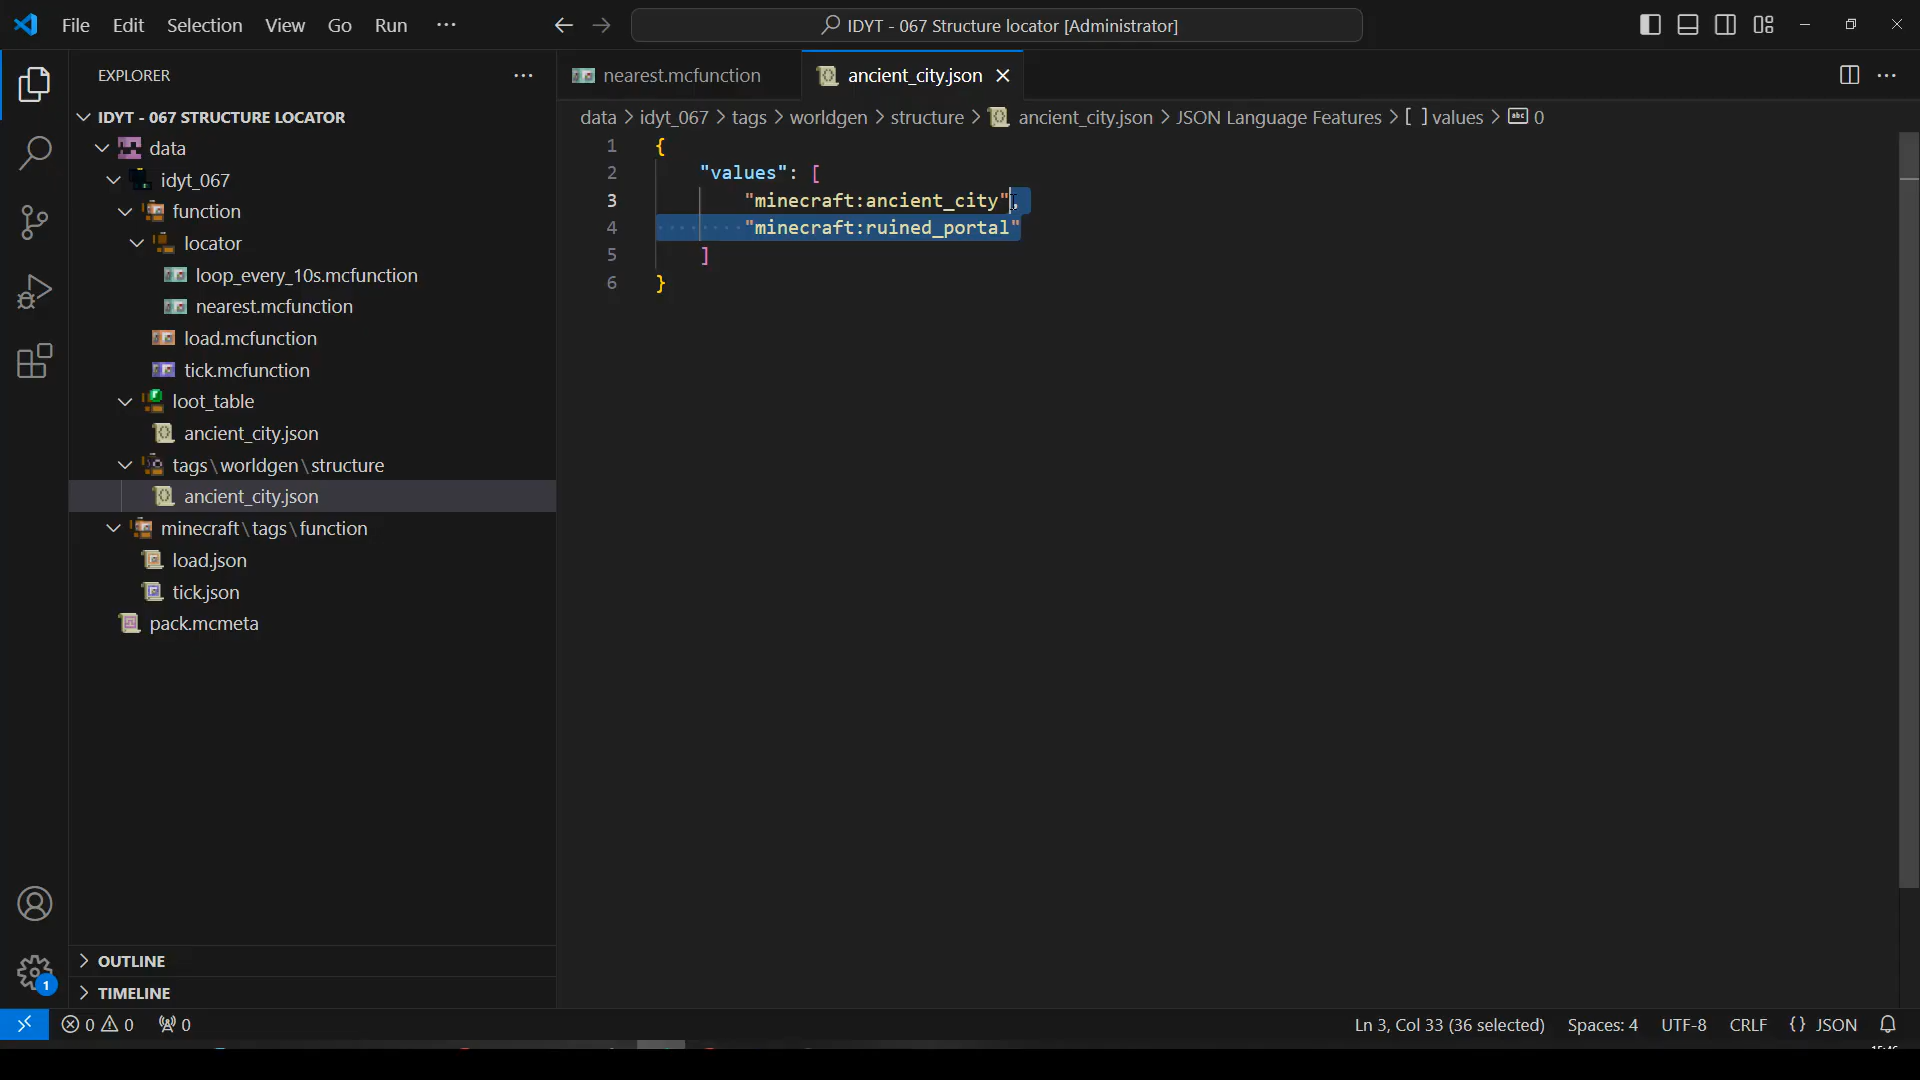 File Edit Selection View Go Run ···
IDYT - 067 Structure locator [Administrator]
EXPLORER ···
nearest.mcfunction
ancient_city.json
···
IDYT - 067 STRUCTURE LOCATOR
data > idyt_067 > tags > worldgen > structure > ancient_city.json > JSON Language Features > [ ] values > abc 0
data
idyt_067
function
locator
loop_every_10s.mcfunction
nearest.mcfunction
load.mcfunction
tick.mcfunction
loot_table
ancient_city.json
tags\worldgen\structure
ancient_city.json
minecraft\tags\function
load.json
tick.json
pack.mcmeta
1 {
2 "values": [
3 "minecraft:ancient_city",
4 ········"minecraft:ruined_portal"
5 ]
6 }
1
OUTLINE
TIMELINE
0 0 0
Ln 3, Col 33 (36 selected) Spaces: 4 UTF-8 CRLF {} JSON